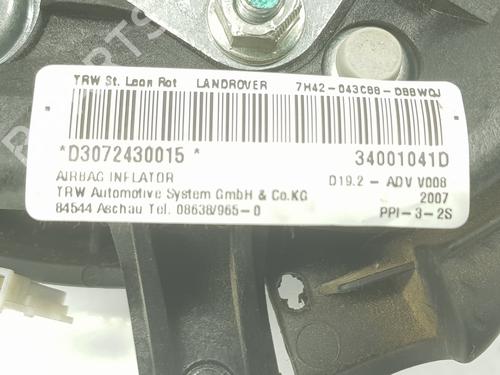 TRW St. Leon Rot LANDROVER 7H42-043C88-DB8WQJ
*D3072430015* 34001041D
AIRBAG INFLATOR D19.2 - ADV V008
TRW Automotive System GmbH & Co.KG 2007
84544 Aschau Tel. 08638/965-0 PPI-3-2S